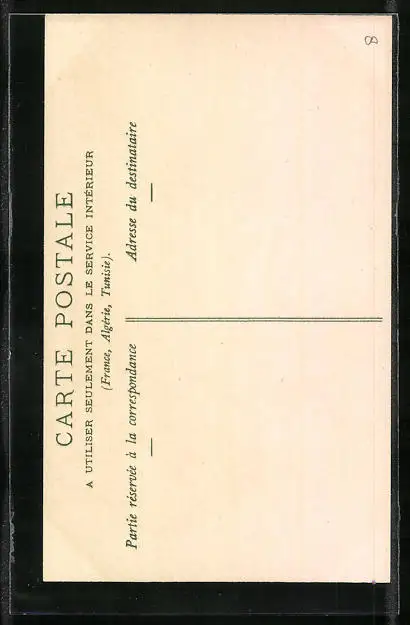 CARTE POSTALE
A UTILISER SEULEMENT DANS LE SERVICE INTÉRIEUR
(France, Algérie, Tunisie).
Partie réservée à la correspondance
Adresse du destinataire
8